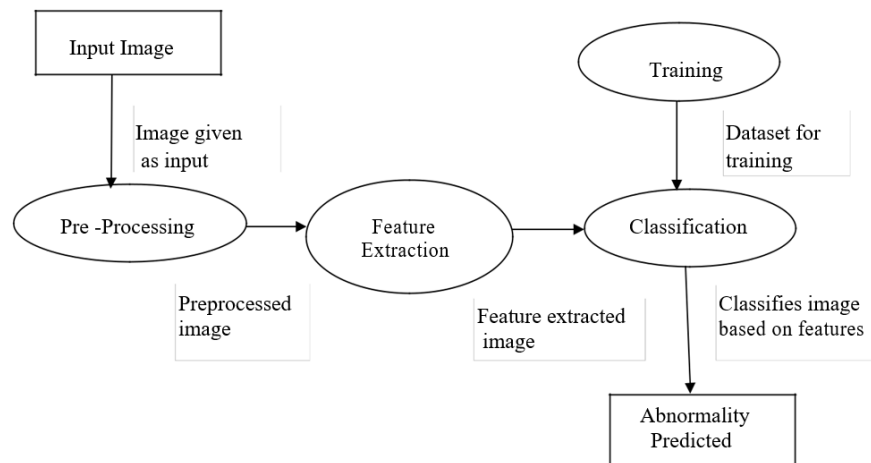 Input Image
Training
Image given
as input
Dataset for
training
Pre -Processing
Feature
Extraction
Classification
Preprocessed
image
Feature extracted
image
Classifies image
based on features
Abnormality
Predicted